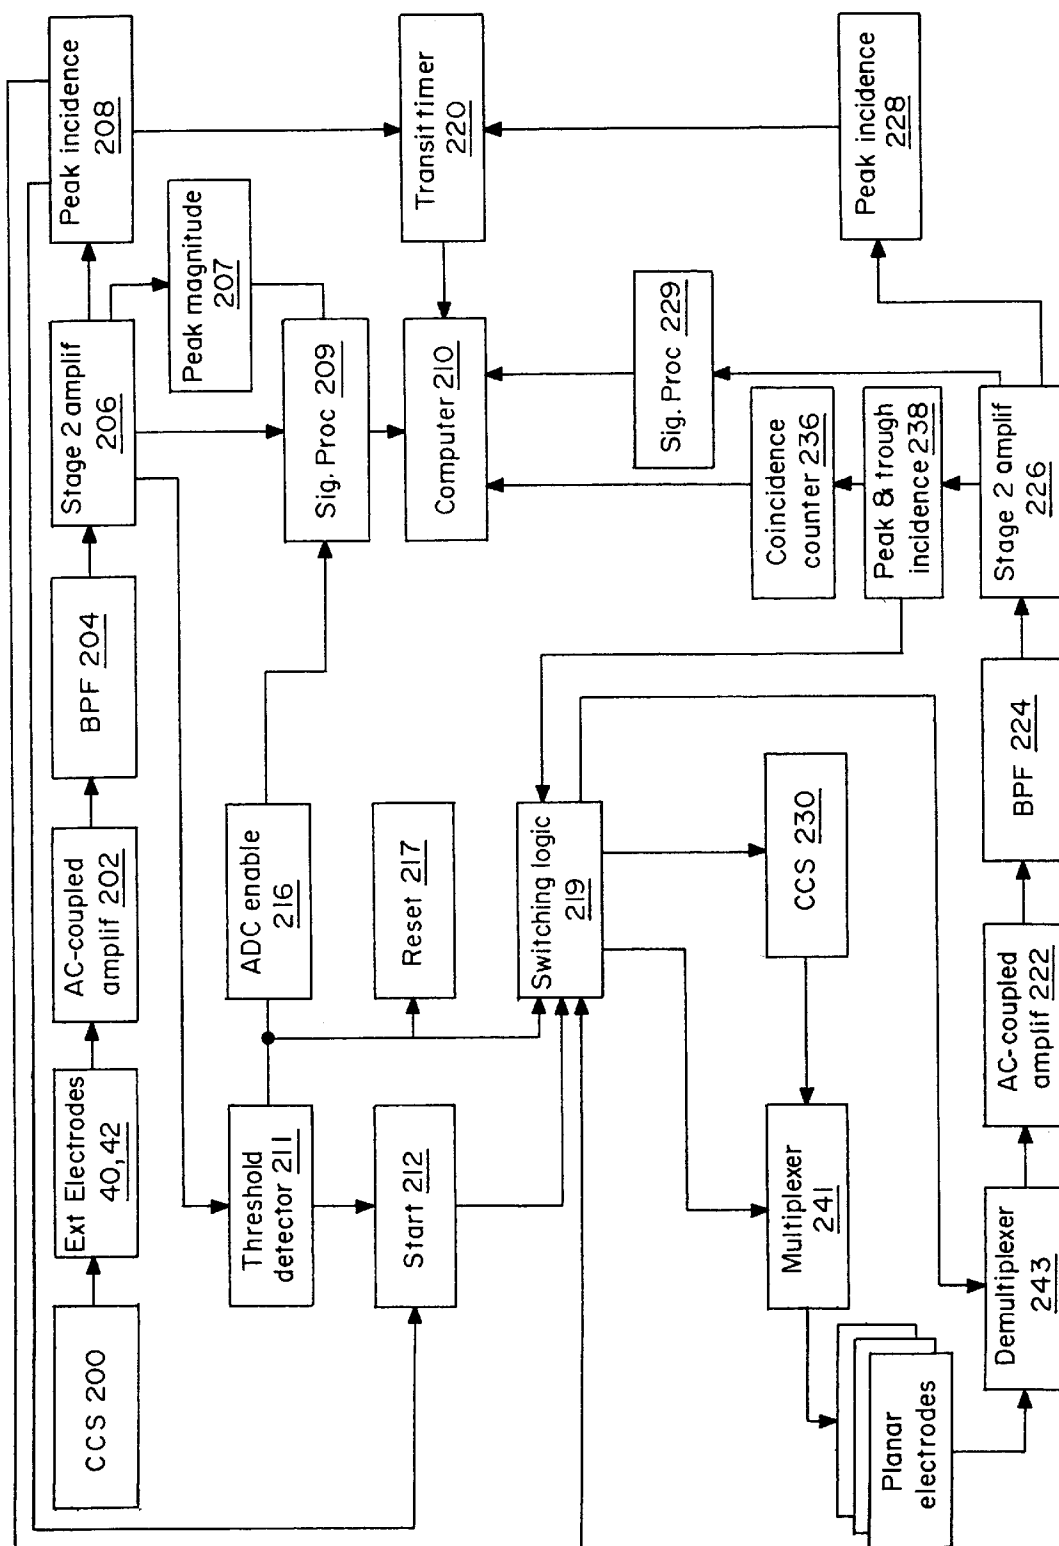 CCS 200
Ext Electrodes
40,42
AC-coupled
amplif 202
BPF 204
Stage 2 amplif
206
Peak incidence
208
Peak magnitude
207
Threshold
detector 211
ADC enable
216
Sig. Proc 209
Transit timer
220
Start 212
Reset 217
Computer 210
Switching logic
219
Sig. Proc 229
Coincidence
counter 236
Peak & trough
incidence 238
Peak incidence
228
Multiplexer
241
CCS 230
Planar
electrodes
Demultiplexer
243
AC-coupled
amplif 222
BPF 224
Stage 2 amplif
226